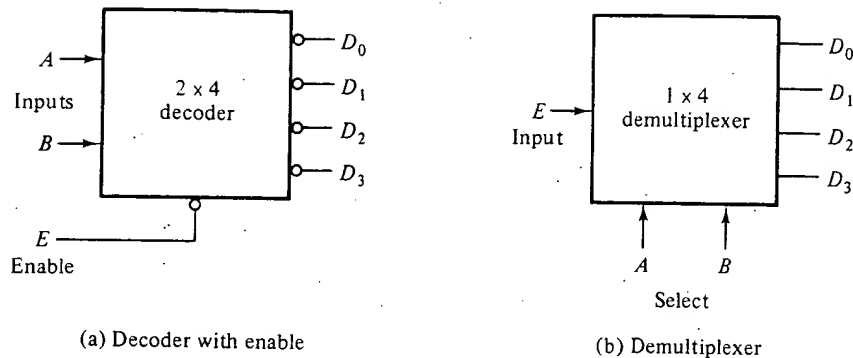 A
Inputs
B
2 x 4
decoder
D0
D1
D2
D3
E
Enable
(a) Decoder with enable
E
Input
1 x 4
demultiplexer
D0
D1
D2
D3
A B
Select
(b) Demultiplexer